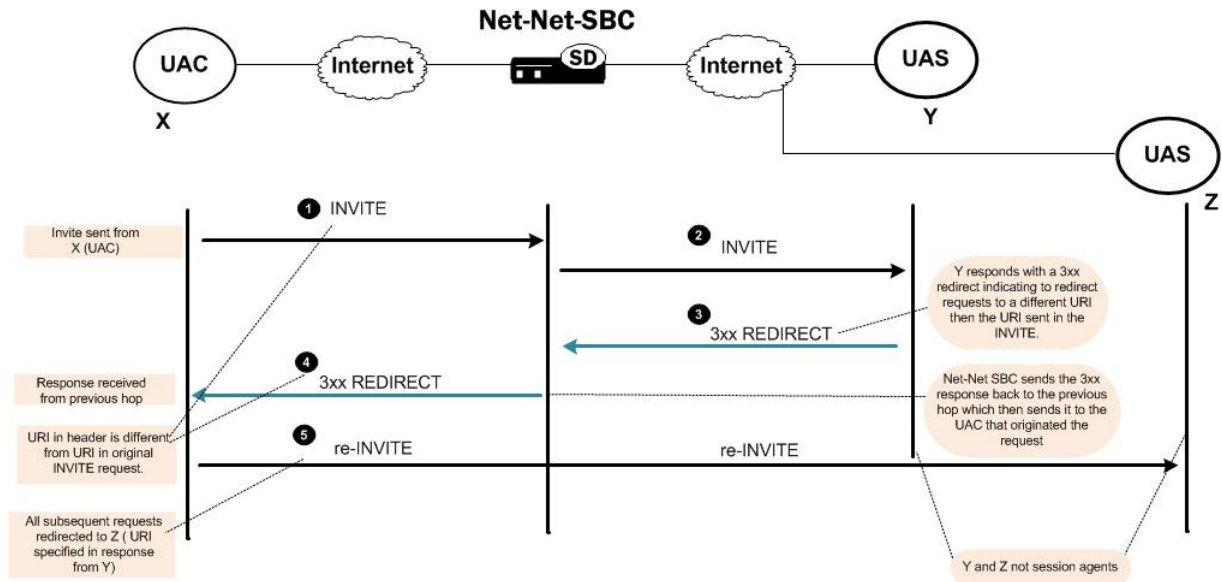 Net-Net-SBC
UAC
Internet
SD
Internet
UAS
X
Y
UAS
Z
1 INVITE
Invite sent from
X (UAC)
2 INVITE
Y responds with a 3xx
redirect indicating to redirect
requests to a different URI
then the URI sent in the
INVITE.
3 3xx REDIRECT
4 3xx REDIRECT
Response received
from previous hop
Net-Net SBC sends the 3xx
response back to the previous
hop which then sends it to the
UAC that originated the
request
URI in header is different
from URI in original
INVITE request.
5 re-INVITE
re-INVITE
All subsequent requests
redirected to Z ( URI
specified in response
from Y)
Y and Z not session agents